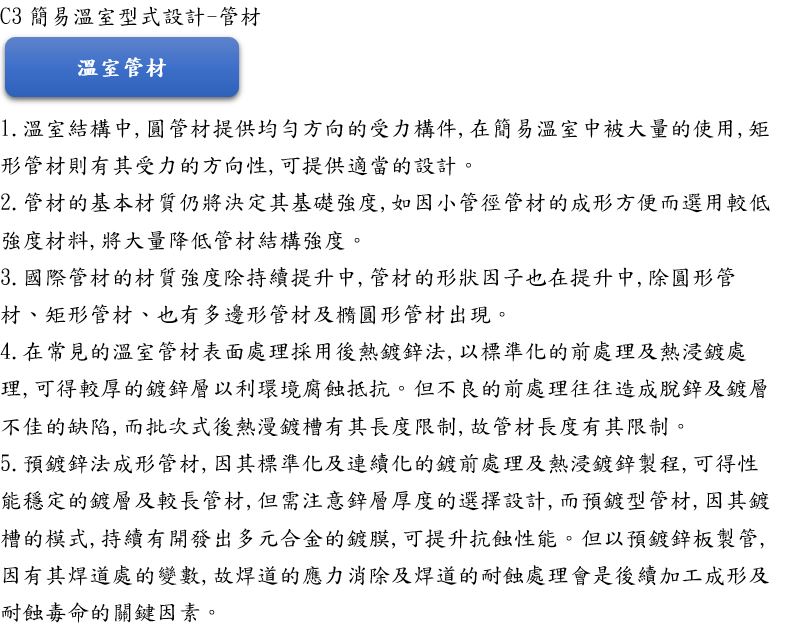 C3 簡易溫室型式設計-管材
溫室管材
1.溫室結構中,圓管材提供均勻方向的受力構件,在簡易溫室中被大量的使用,矩
形管材則有其受力的方向性,可提供適當的設計。
2.管材的基本材質仍將決定其基礎強度,如因小管徑管材的成形方便而選用較低
強度材料,將大量降低管材結構強度。
3.國際管材的材質強度除持續提升中,管材的形狀因子也在提升中,除圓形管
材、矩形管材、也有多邊形管材及橢圓形管材出現。
4.在常見的溫室管材表面處理採用後熱鍍鋅法,以標準化的前處理及熱浸鍍處
理,可得較厚的鍍鋅層以利環境腐蝕抵抗。但不良的前處理往往造成脫鋅及鍍層
不佳的缺陷,而批次式後熱漫鍍槽有其長度限制,故管材長度有其限制。
5.預鍍鋅法成形管材,因其標準化及連續化的鍍前處理及熱浸鍍鋅製程,可得性
能穩定的鍍層及較長管材,但需注意鋅層厚度的選擇設計,而預鍍型管材,因其鍍
槽的模式,持續有開發出多元合金的鍍膜,可提升抗蝕性能。但以預鍍鋅板製管,
因有其焊道處的變數,故焊道的應力消除及焊道的耐蝕處理會是後續加工成形及
耐蝕毒命的關鍵因素。